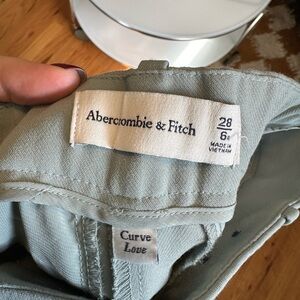 Abercrombie & Fitch
28
6R
MADE IN
VIETNAM
Curve
Love